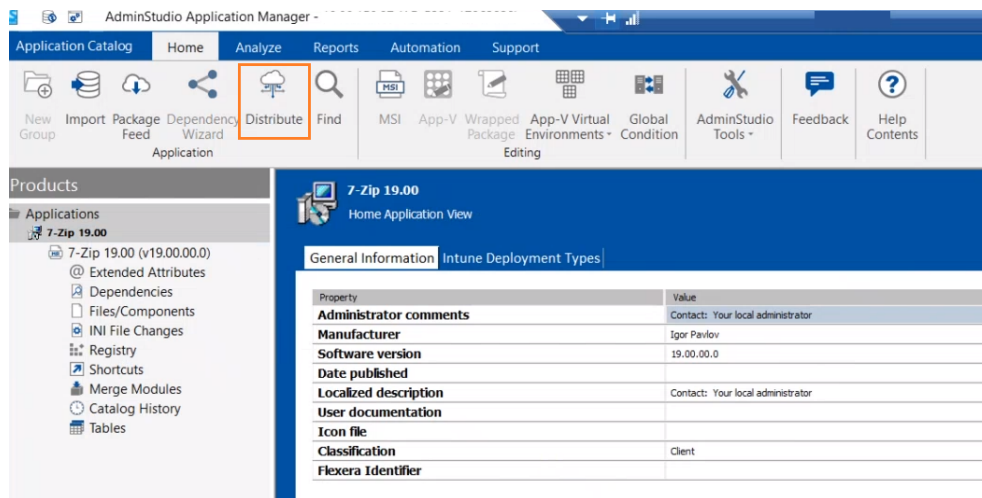 AdminStudio Application Manager -
Application Catalog Home Analyze Reports Automation Support
New Group Import Package Feed Dependency Wizard Distribute Find MSI MSI App-V Wrapped Package App-V Virtual Environments Global Condition AdminStudio Tools Feedback Help Contents
Application Editing
Products
Applications
7-Zip 19.00
7-Zip 19.00 (v19.00.00.0)
Extended Attributes
Dependencies
Files/Components
INI File Changes
Registry
Shortcuts
Merge Modules
Catalog History
Tables
7-Zip 19.00
Home Application View
General Information Intune Deployment Types
Property Value
Administrator comments Contact: Your local administrator
Manufacturer Igor Pavlov
Software version 19.00.00.0
Date published
Localized description Contact: Your local administrator
User documentation
Icon file
Classification Client
Flexera Identifier